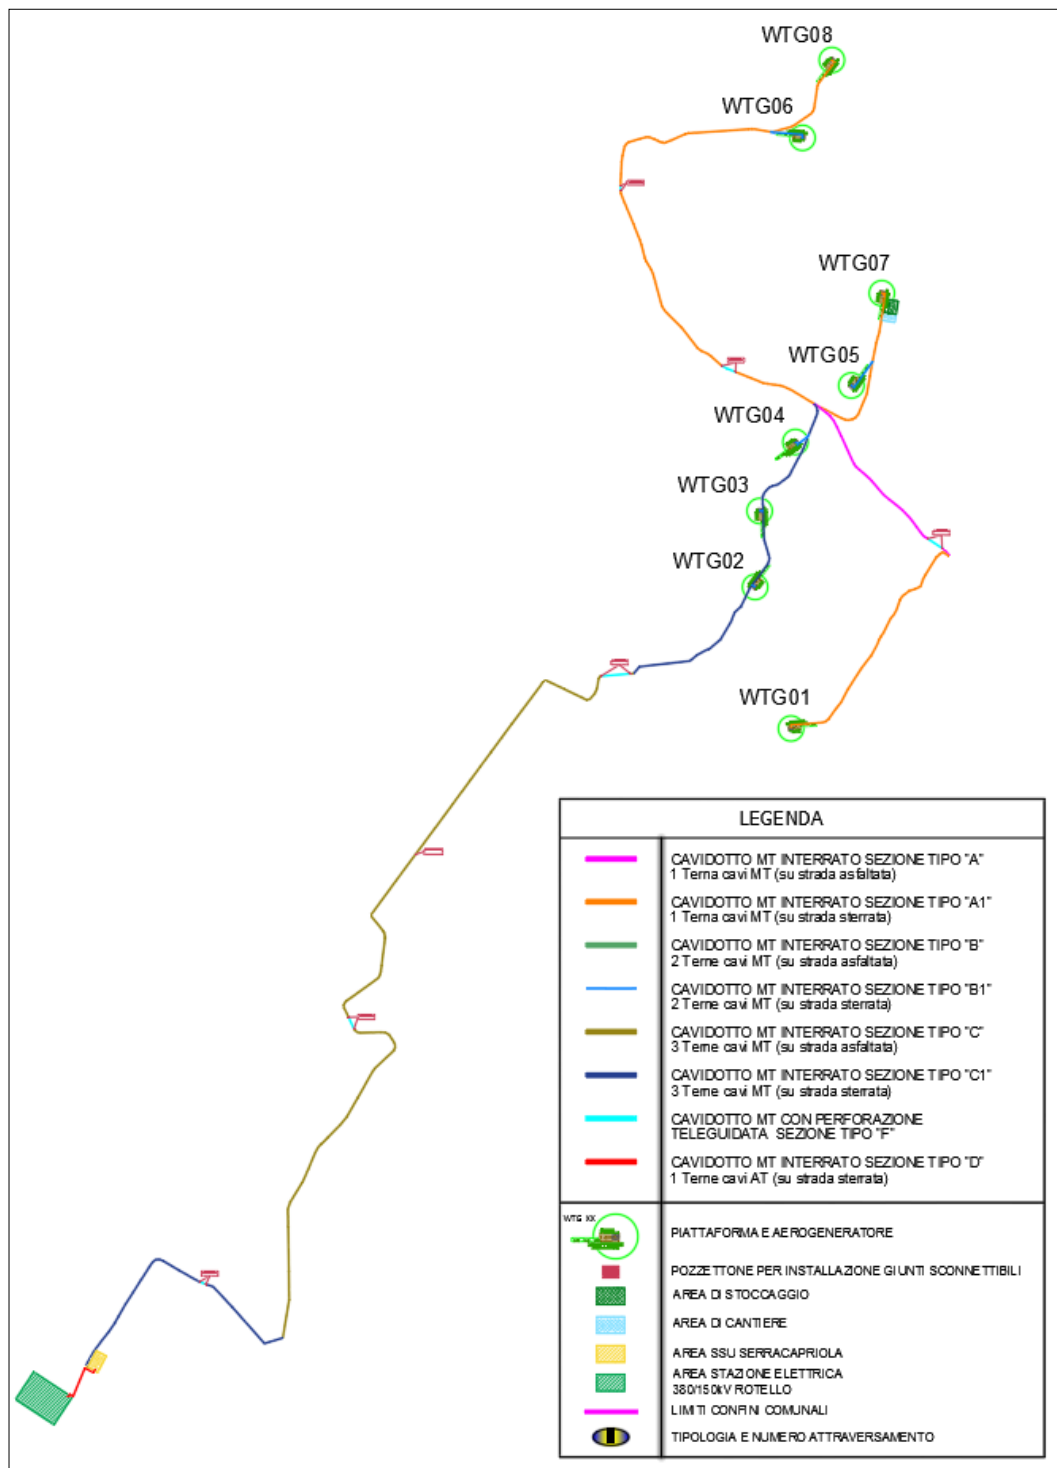 WTG08
WTG06
WTG07
WTG05
WTG04
WTG03
WTG02
WTG01
LEGENDA
CAVIDOTTO MT INTERRATO SEZIONE TIPO "A"
1 Terna cavi MT (su strada asfaltata)
CAVIDOTTO MT INTERRATO SEZIONE TIPO "A1"
1 Terna cavi MT (su strada sterrata)
CAVIDOTTO MT INTERRATO SEZIONE TIPO "B"
2 Terne cavi MT (su strada asfaltata)
CAVIDOTTO MT INTERRATO SEZIONE TIPO "B1"
2 Terne cavi MT (su strada sterrata)
CAVIDOTTO MT INTERRATO SEZIONE TIPO "C"
3 Terne cavi MT (su strada asfaltata)
CAVIDOTTO MT INTERRATO SEZIONE TIPO "C1"
3 Terne cavi MT (su strada sterrata)
CAVIDOTTO MT CON PERFORAZIONE
TELEGUIDATA SEZIONE TIPO "F"
CAVIDOTTO MT INTERRATO SEZIONE TIPO "D"
1 Terne cavi AT (su strada sterrata)
WTG XX
PIATTAFORMA E AEROGENERATORE
POZZETTONE PER INSTALLAZIONE GIUNTI SCONNETTIBILI
AREA DI STOCCAGGIO
AREA DI CANTIERE
AREA SSU SERRACAPRIOLA
AREA STAZIONE ELETTRICA
380/150kV ROTELLO
LIMITI CONFINI COMUNALI
TIPOLOGIA E NUMERO ATTRAVERSAMENTO